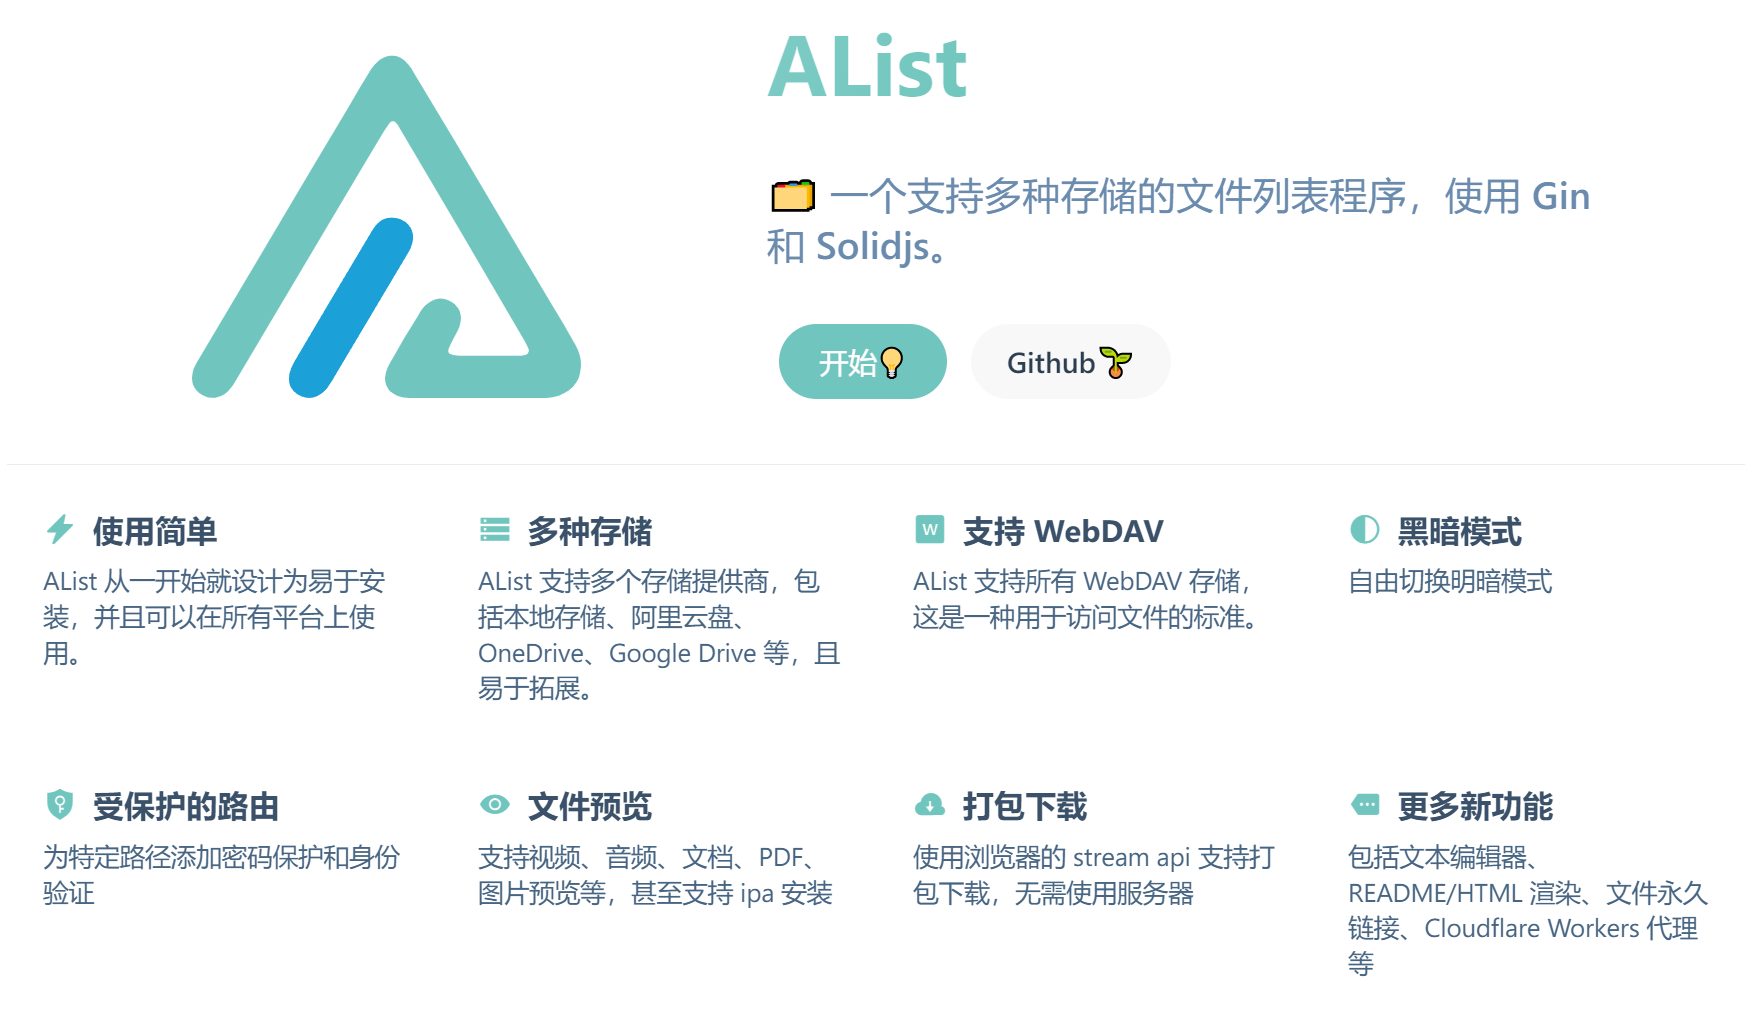 AList
🗂️ 一个支持多种存储的文件列表程序，使用 Gin
和 Solidjs。
开始💡
Github🌱
使用简单
AList 从一开始就设计为易于安
装，并且可以在所有平台上使
用。
多种存储
AList 支持多个存储提供商，包
括本地存储、阿里云盘、
OneDrive、Google Drive 等，且
易于拓展。
W 支持 WebDAV
AList 支持所有 WebDAV 存储，
这是一种用于访问文件的标准。
黑暗模式
自由切换明暗模式
受保护的路由
为特定路径添加密码保护和身份
验证
文件预览
支持视频、音频、文档、PDF、
图片预览等，甚至支持 ipa 安装
打包下载
使用浏览器的 stream api 支持打
包下载，无需使用服务器
更多新功能
包括文本编辑器、
README/HTML 渲染、文件永久
链接、Cloudflare Workers 代理
等